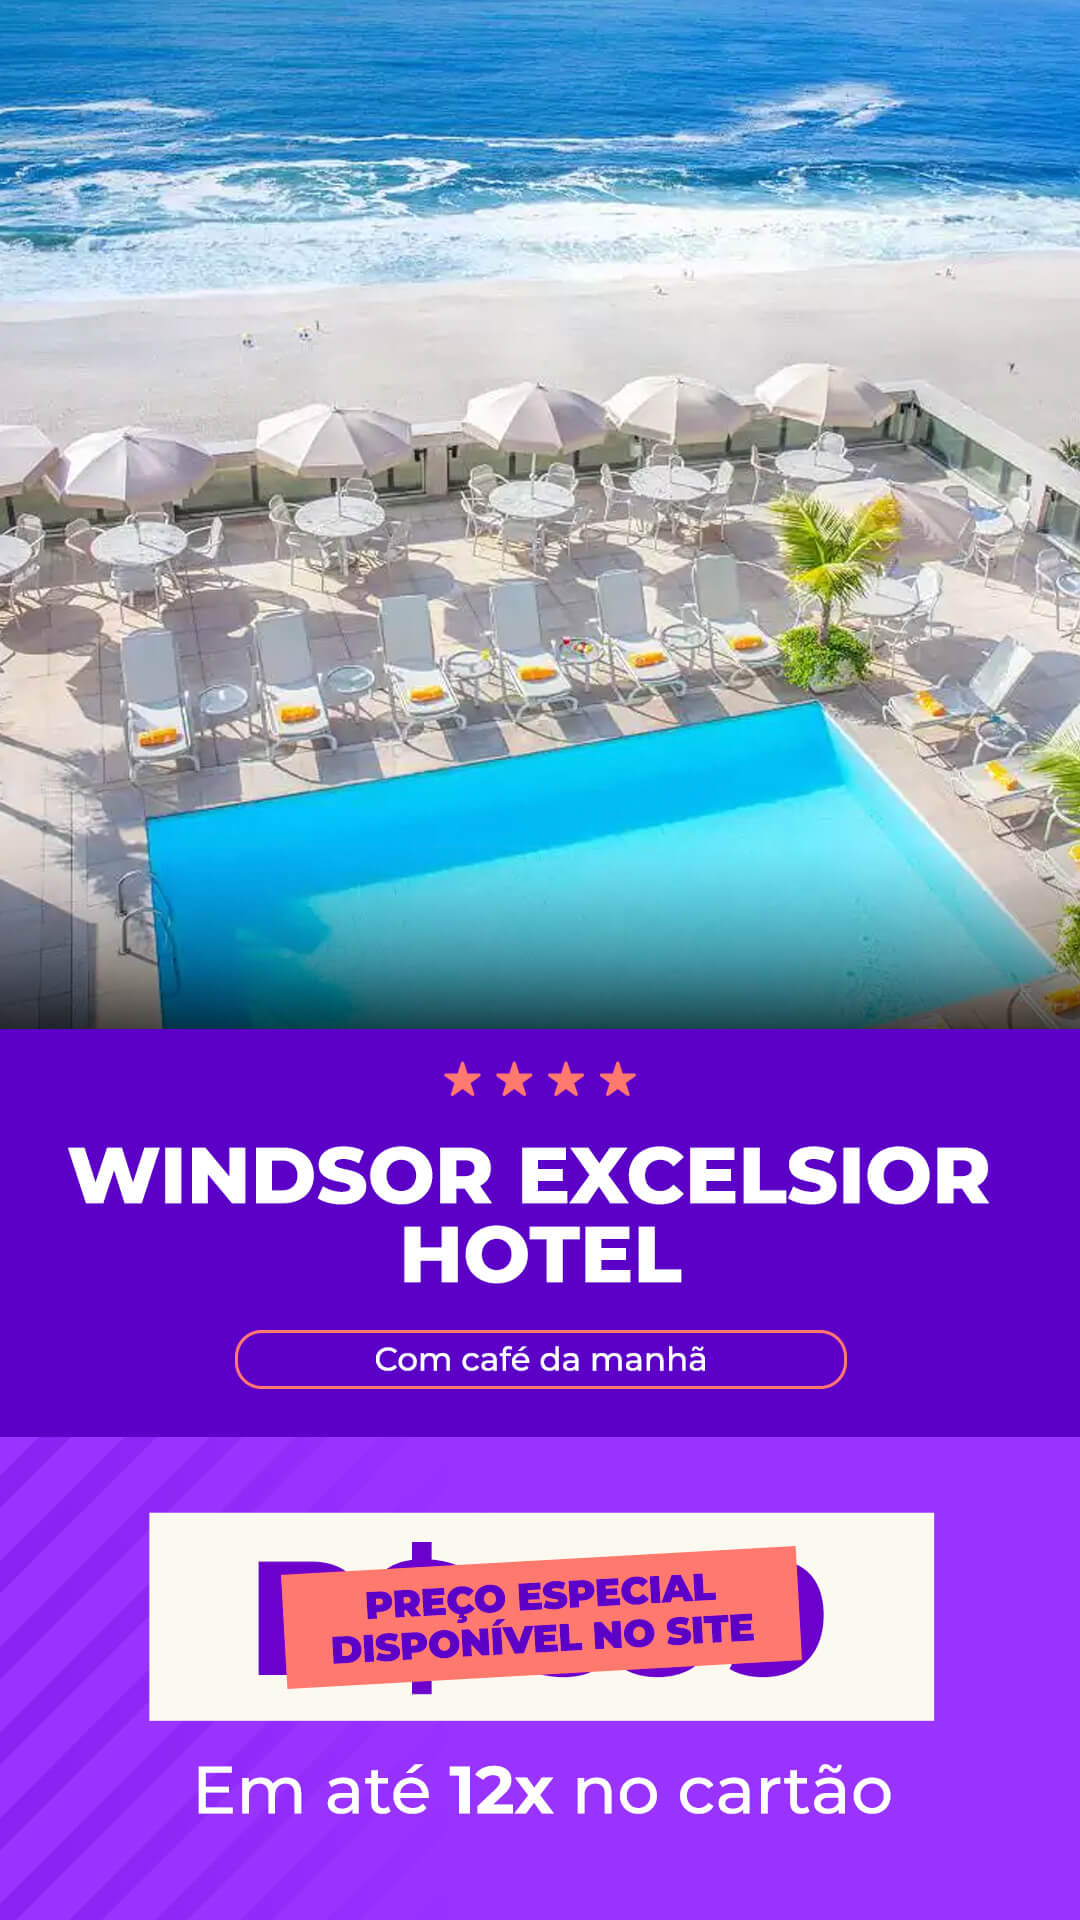 WINDSOR EXCELSIOR
HOTEL
Com café da manhã
PREÇO ESPECIAL
DISPONÍVEL NO SITE
Em até 12x no cartão